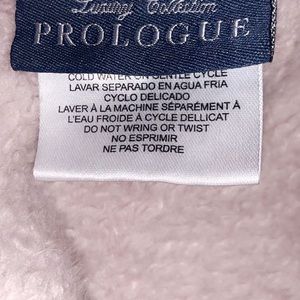 Luxury Collection
PROLOGUE
COLD WATER ON GENTLE CYCLE
LAVAR SEPARADO EN AGUA FRIA
CYCLO DELICADO
LAVER À LA MACHINE SÉPARÉMENT À
L'EAU FROIDE À CYCLE DELLICAT
DO NOT WRING OR TWIST
NO ESPRIMIR
NE PAS TORDRE